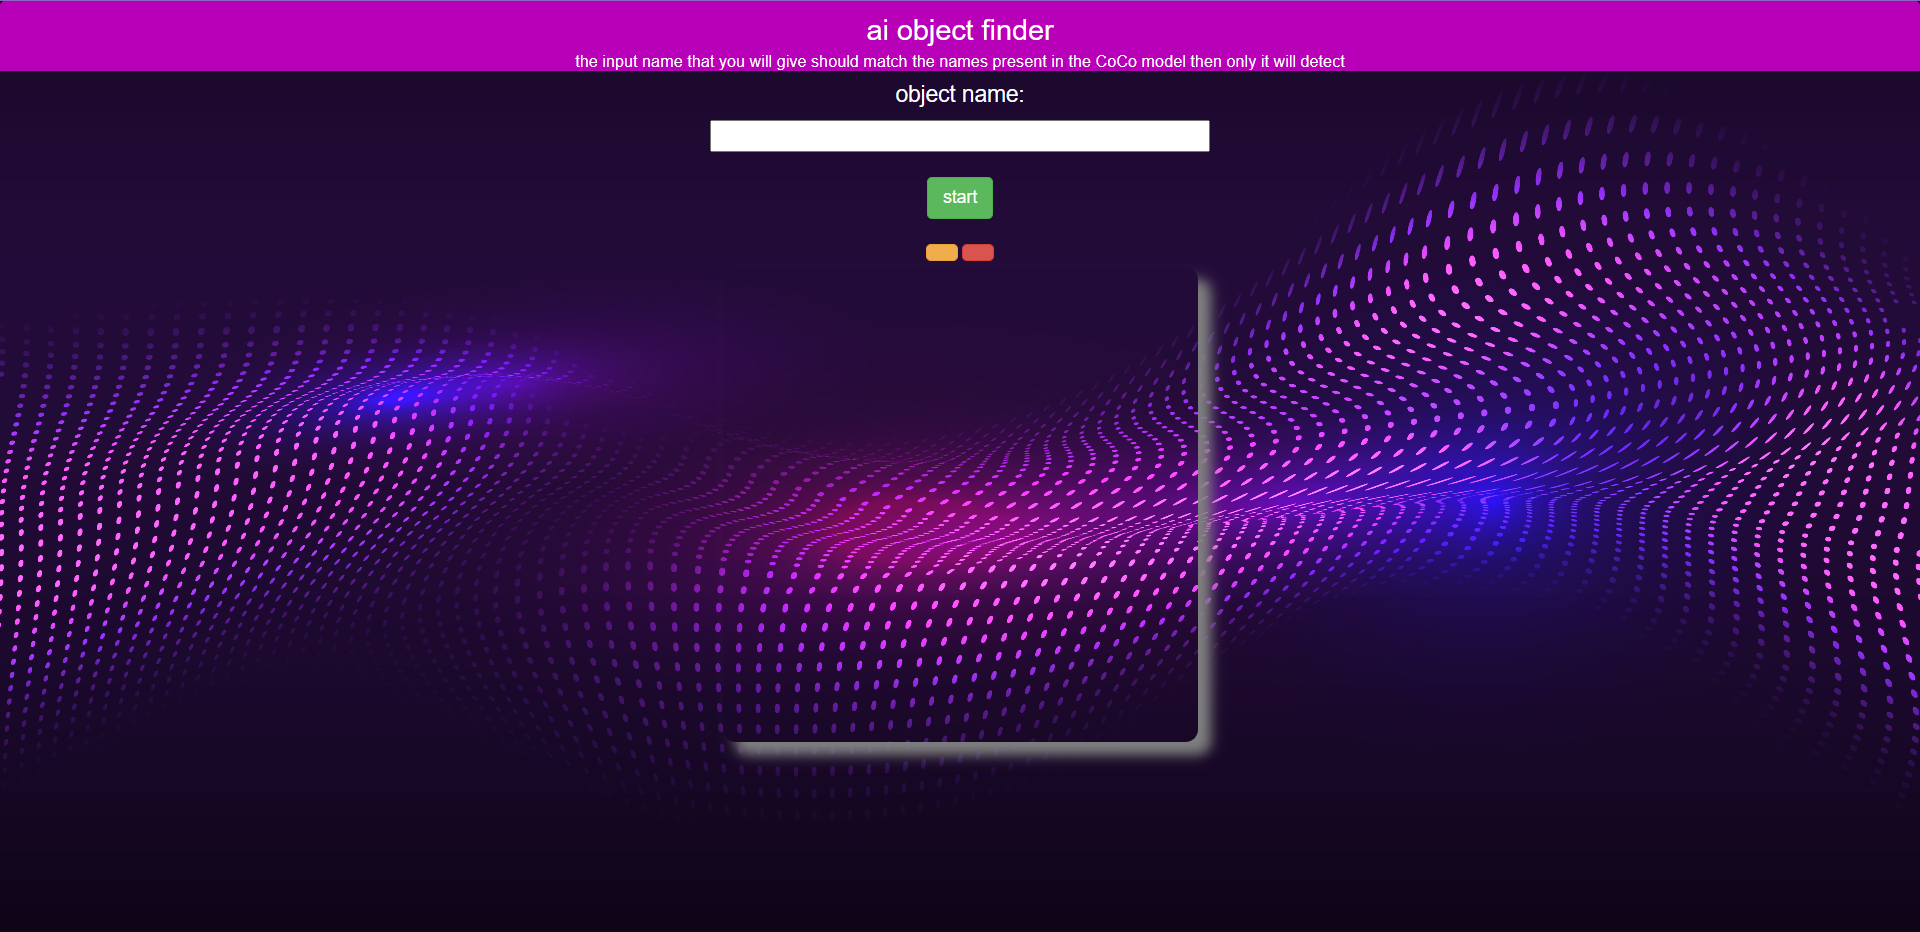 ai object finder
the input name that you will give should match the names present in the CoCo model then only it will detect
object name:
start